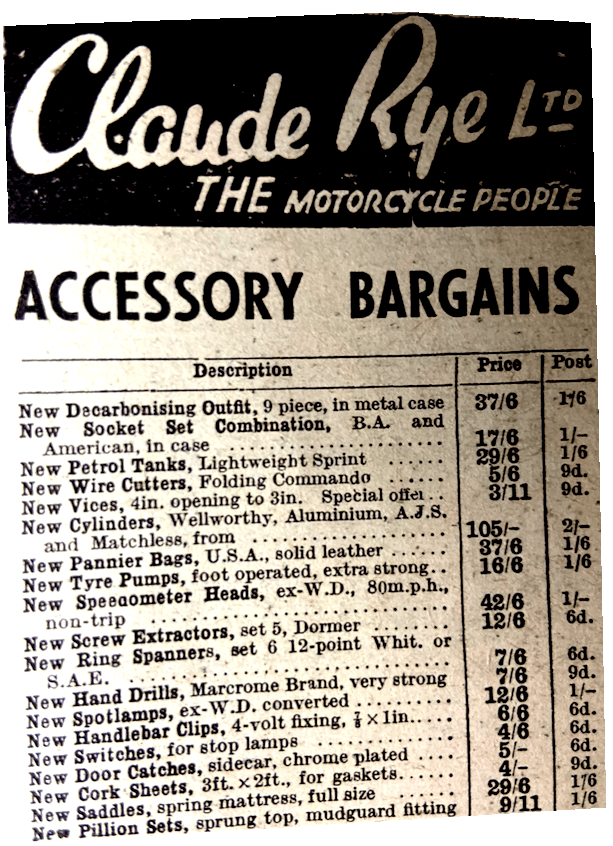 Claude Rye LTD
THE MOTORCYCLE PEOPLE
ACCESSORY BARGAINS
Description Price Post
New Decarbonising Outfit, 9 piece, in metal case 37/6 1/6
New Socket Set Combination, B.A. and
American, in case ..................... 17/6 1/-
New Petrol Tanks, Lightweight Sprint ...... 29/6 1/6
New Wire Cutters, Folding Commando ...... 5/6 9d.
New Vices, 4in. opening to 3in. Special offer .. 3/11 9d.
New Cylinders, Wellworthy, Aluminium, A.J.S.
and Matchless, from .................. 105/- 2/-
New Pannier Bags, U.S.A., solid leather ...... 37/6 1/6
New Tyre Pumps, foot operated, extra strong.. 16/6 1/6
New Speedometer Heads, ex-W.D., 80m.p.h.,
non-trip ............................ 42/6 1/-
New Screw Extractors, set 5, Dormer ........ 12/6 6d.
New Ring Spanners, set 6 12-point Whit. or
S.A.E. .............................. 7/6 6d.
New Hand Drills, Marcrome Brand, very strong 7/6 9d.
New Spotlamps, ex-W.D. converted .......... 12/6 1/-
New Handlebar Clips, 4-volt fixing, ⅞ × 1in..... 6/6 6d.
New Switches, for stop lamps .............. 4/6 6d.
New Door Catches, sidecar, chrome plated .... 5/- 6d.
New Cork Sheets, 3ft. × 2ft., for gaskets...... 4/- 9d.
New Saddles, spring mattress, full size ...... 29/6 1/6
New Pillion Sets, sprung top, mudguard fitting 9/11 1/6